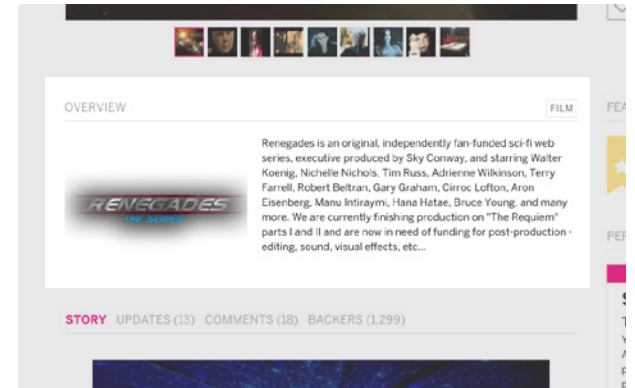 OVERVIEW
FILM
Renegades is an original, independently fan-funded sci-fi web
series, executive produced by Sky Conway, and starring Walter
Koenig, Nichelle Nichols, Tim Russ, Adrienne Wilkinson, Terry
Farrell, Robert Beltran, Gary Graham, Cirroc Lofton, Aron
Eisenberg, Manu Intiraymi, Hana Hatae, Bruce Young, and many
more. We are currently finishing production on "The Requiem"
parts I and II and are now in need of funding for post-production -
editing, sound, visual effects, etc...
RENEGADES
THE SERIES
STORY UPDATES (13) COMMENTS (18) BACKERS (1,299)
FEA
PER